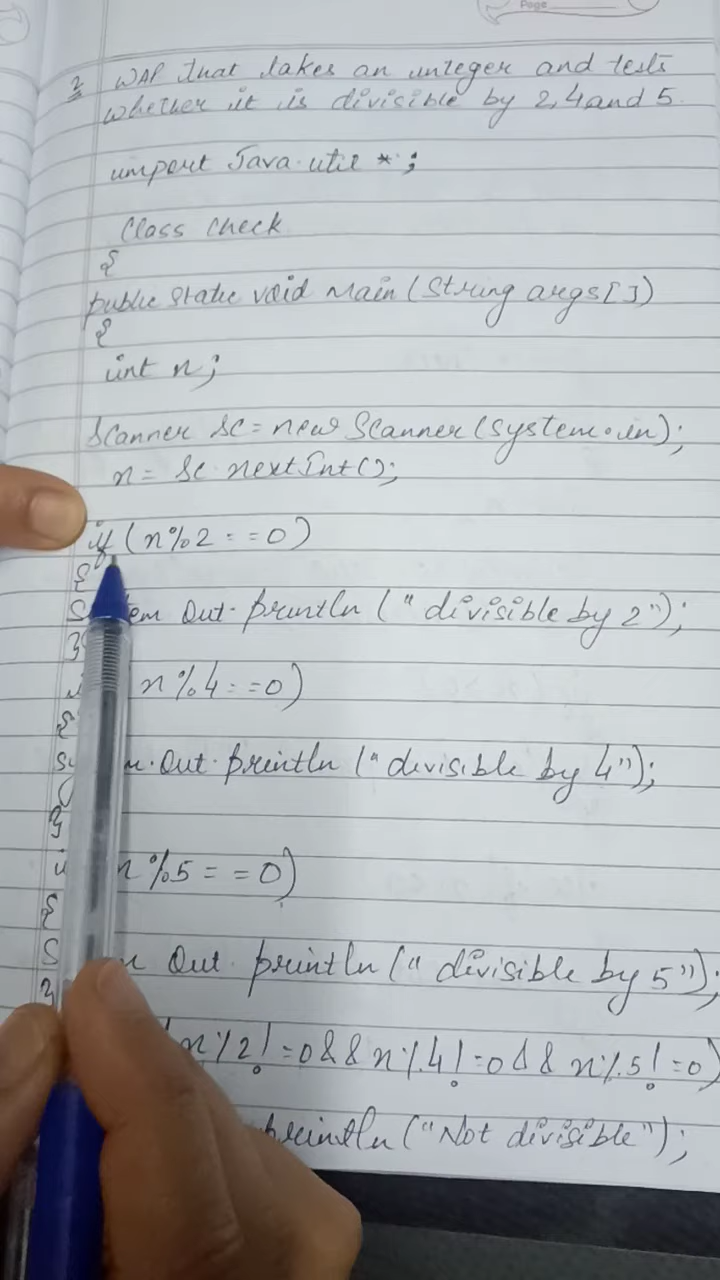 Page
2 WAP that takes an integer and tests
whether it is divisible by 2, 4 and 5.
import Java.util *;
Class Check
{
public static void main (String args[])
{
int n;
Scanner Sc = new Scanner (System.in);
n = Sc. nextInt();
if (n%2 = =0)
{
S em Out. println (" divisible by 2");
}
n%4 = =0)
{
Sy m. Out. println (" divisible by 4");
}
n%5 = =0)
{
S Out. println (" divisible by 5");
}
n%2! =0 && n%4! =0 && n%5! =0)
println ("Not divisible");